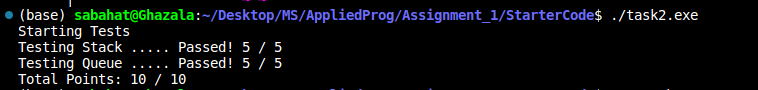 (base) sabahat@Ghazala:~/Desktop/MS/AppliedProg/Assignment_1/StarterCode$ ./task2.exe
Starting Tests
Testing Stack ..... Passed! 5 / 5
Testing Queue ..... Passed! 5 / 5
Total Points: 10 / 10